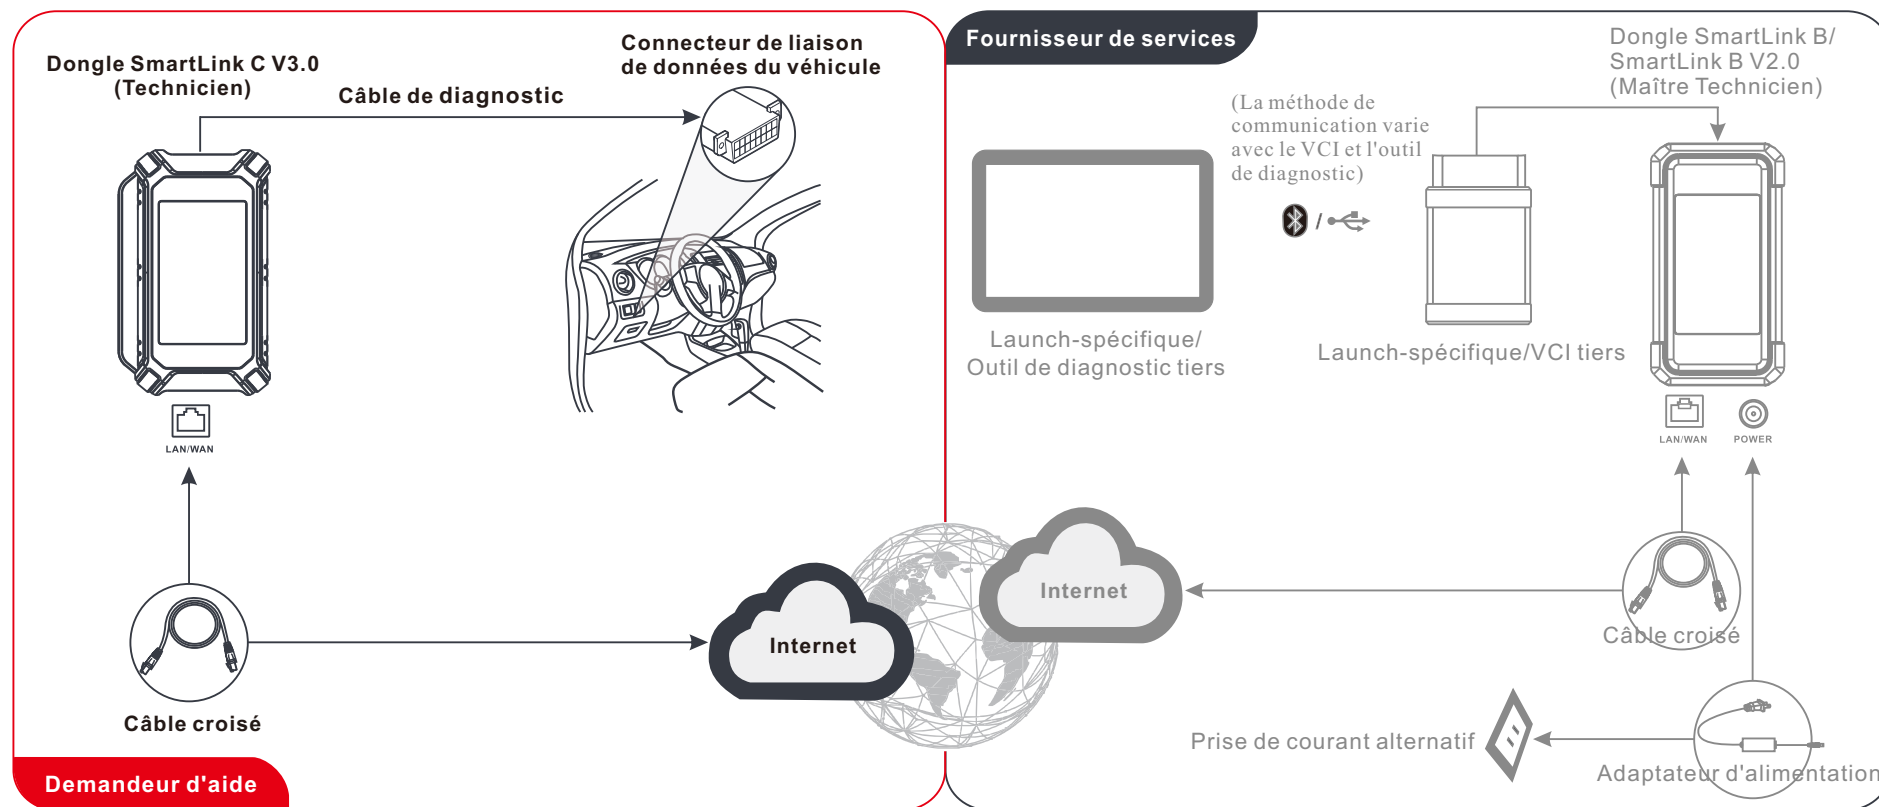 Dongle SmartLink C V3.0
(Technicien)
Câble de diagnostic
Connecteur de liaison
de données du véhicule
LAN/WAN
Câble croisé
Internet
Demandeur d'aide
Fournisseur de services
Dongle SmartLink B/
SmartLink B V2.0
(Maître Technicien)
(La méthode de
communication varie
avec le VCI et l'outil
de diagnostic)
/
Launch-spécifique/
Outil de diagnostic tiers
Launch-spécifique/VCI tiers
LAN/WAN
POWER
Internet
Câble croisé
Prise de courant alternatif
Adaptateur d'alimentation